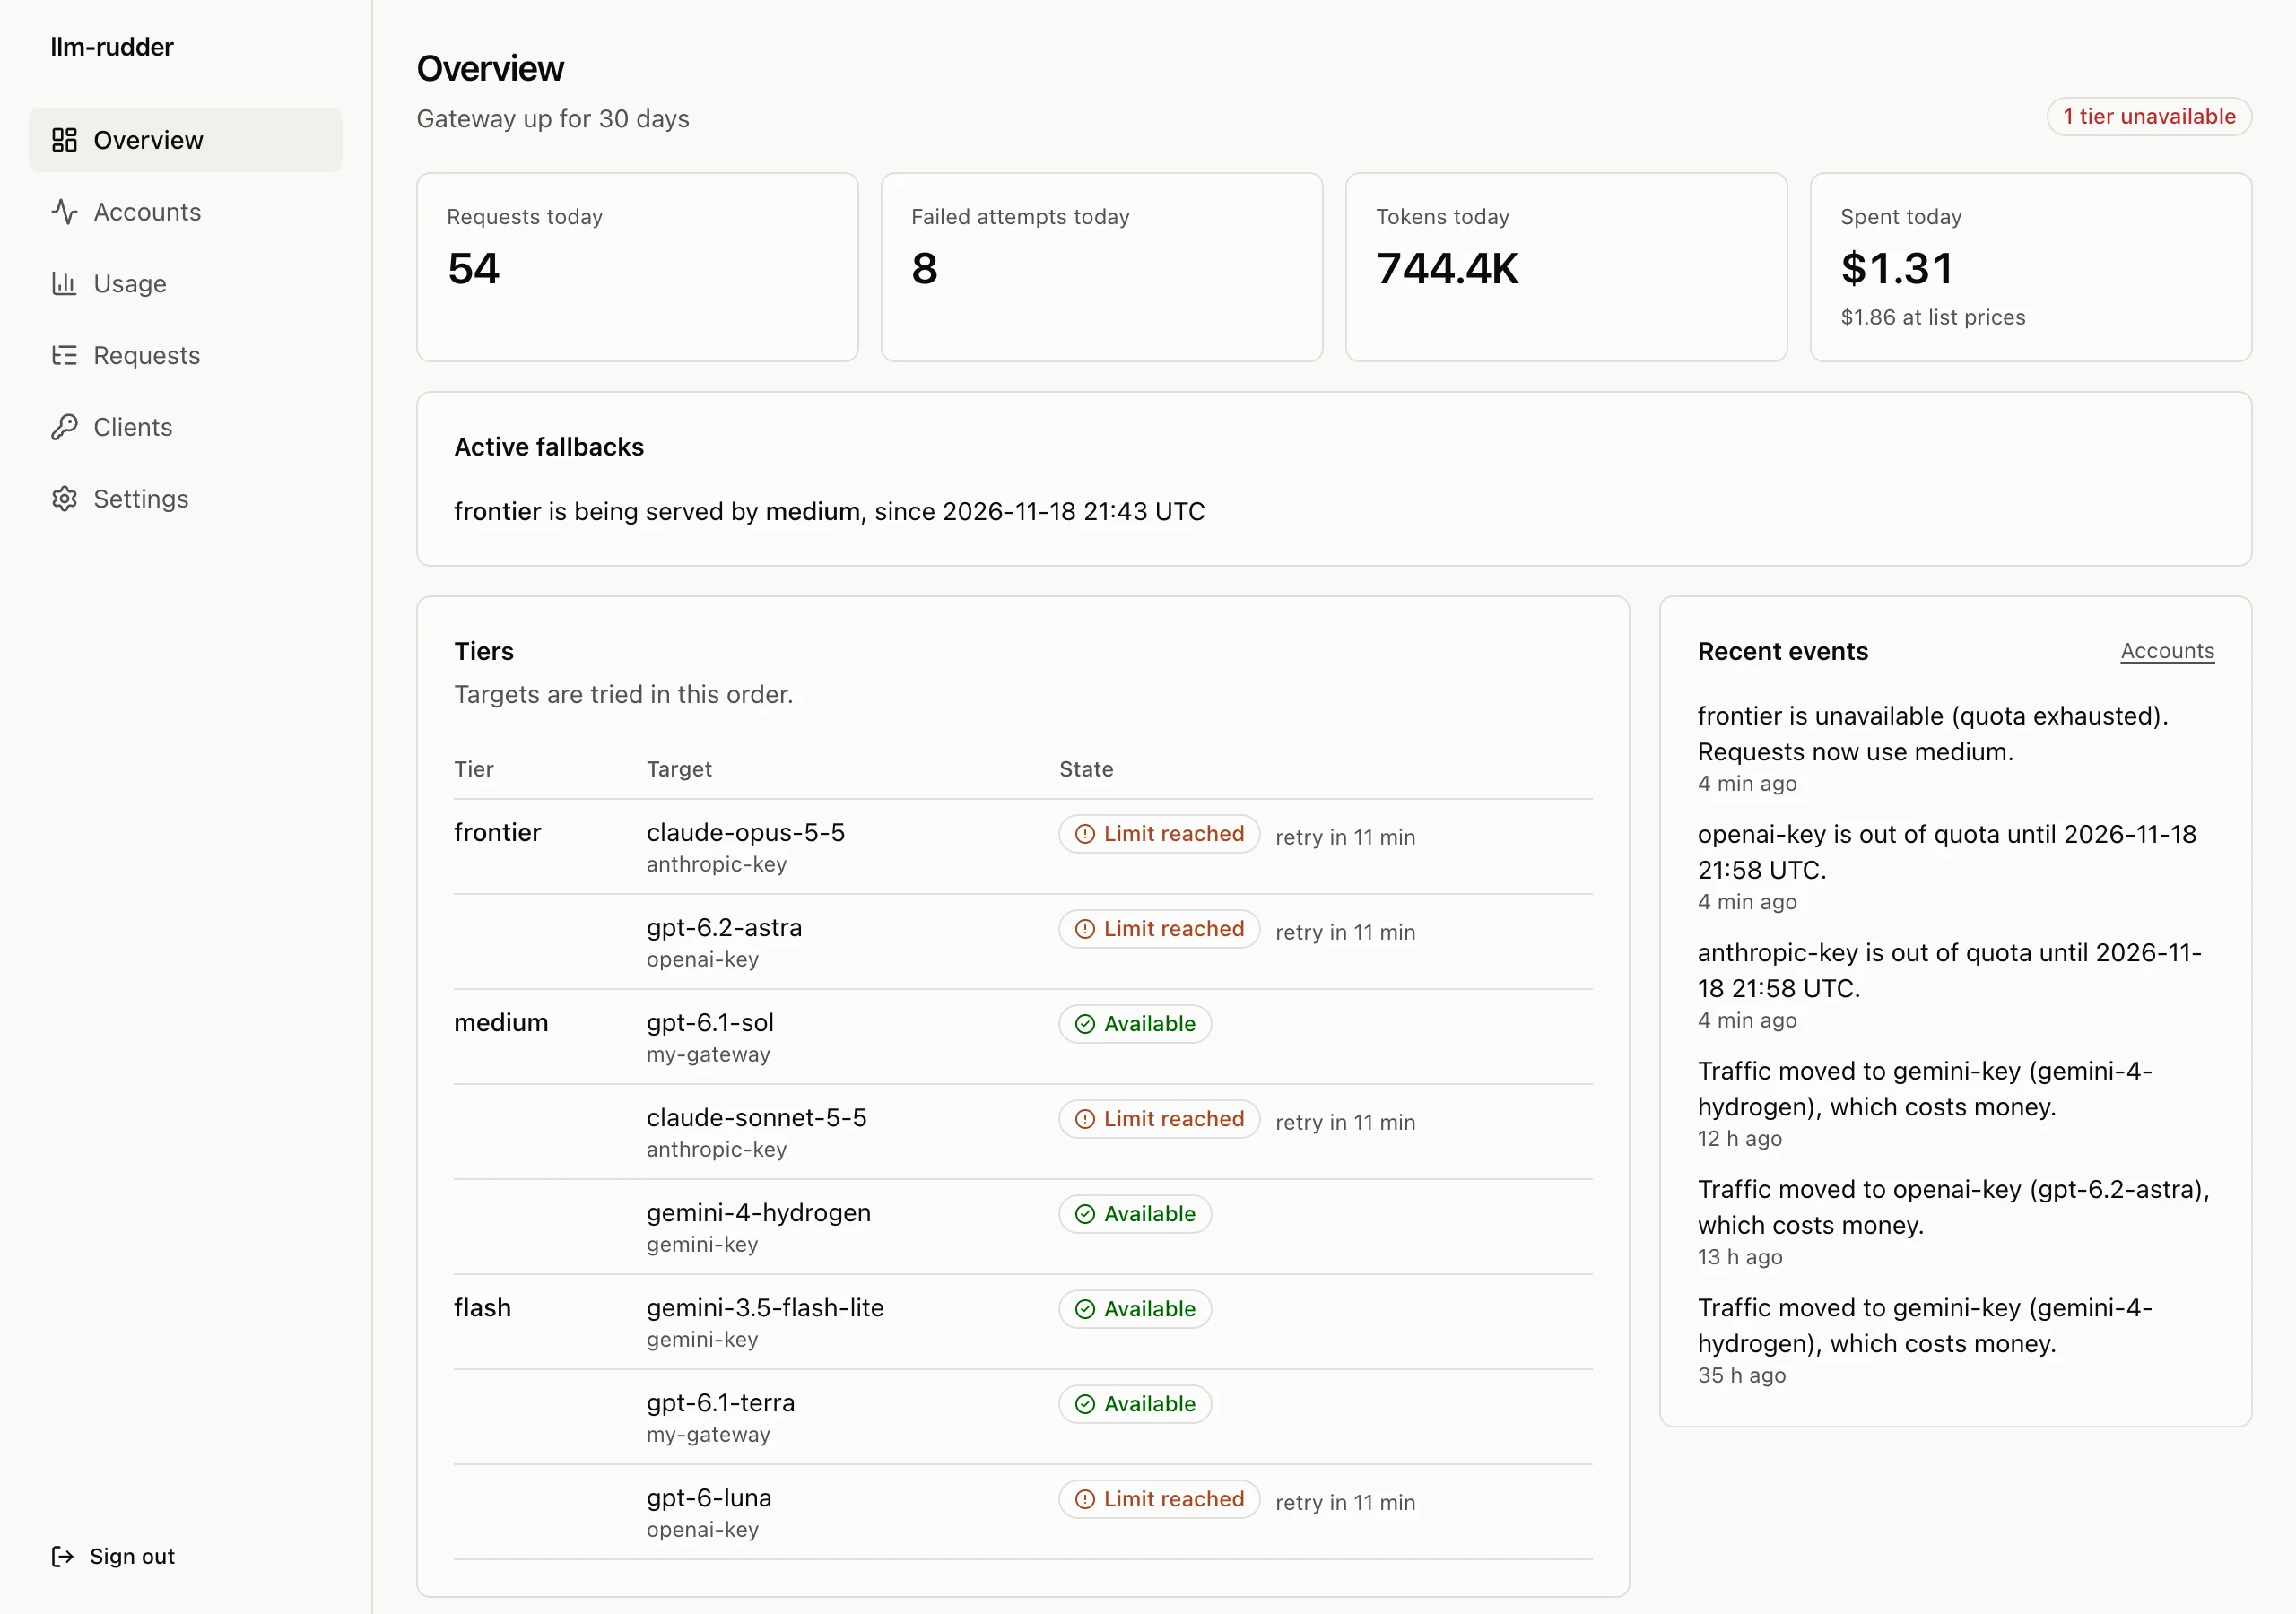 llm-rudder
Overview
Accounts
Usage
Requests
Clients
Settings
Sign out
Overview
Gateway up for 30 days
1 tier unavailable
Requests today
54
Failed attempts today
8
Tokens today
744.4K
Spent today
$1.31
$1.86 at list prices
Active fallbacks
frontier is being served by medium, since 2026-11-18 21:43 UTC
Tiers
Targets are tried in this order.
Tier Target State
frontier claude-opus-5-5 Limit reached retry in 11 min
anthropic-key
gpt-6.2-astra Limit reached retry in 11 min
openai-key
medium gpt-6.1-sol Available
my-gateway
claude-sonnet-5-5 Limit reached retry in 11 min
anthropic-key
gemini-4-hydrogen Available
gemini-key
flash gemini-3.5-flash-lite Available
gemini-key
gpt-6.1-terra Available
my-gateway
gpt-6-luna Limit reached retry in 11 min
openai-key
Recent events Accounts
frontier is unavailable (quota exhausted).
Requests now use medium.
4 min ago
openai-key is out of quota until 2026-11-18
21:58 UTC.
4 min ago
anthropic-key is out of quota until 2026-11-
18 21:58 UTC.
4 min ago
Traffic moved to gemini-key (gemini-4-
hydrogen), which costs money.
12 h ago
Traffic moved to openai-key (gpt-6.2-astra),
which costs money.
13 h ago
Traffic moved to gemini-key (gemini-4-
hydrogen), which costs money.
35 h ago